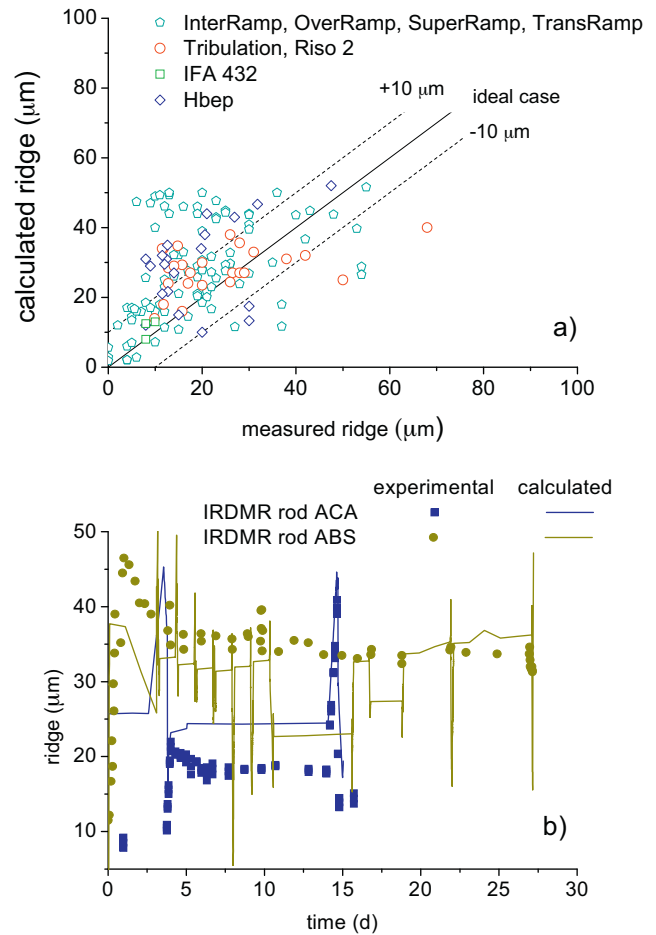 100
80
60
40
20
0
calculated ridge (μm)
InterRamp, OverRamp, SuperRamp, TransRamp
Tribulation, Riso 2
IFA 432
Hbep
+10 μm
ideal case
-10 μm
a)
0 20 40 60 80 100
measured ridge (μm)
experimental calculated
IRDMR rod ACA
IRDMR rod ABS
50
40
30
20
10
ridge (μm)
b)
0 5 10 15 20 25 30
time (d)